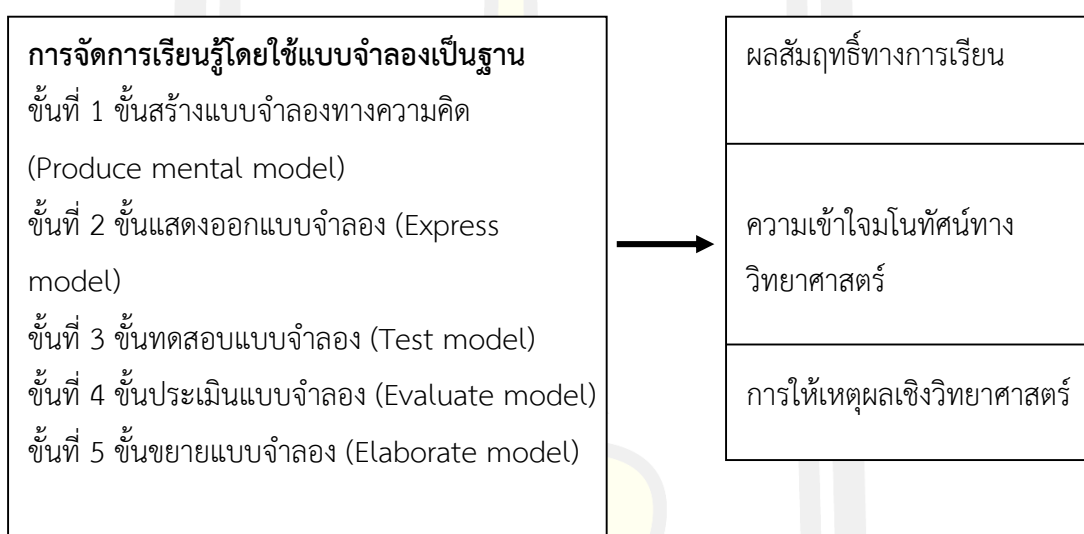 การจัดการเรียนรู้โดยใช้แบบจำลองเป็นฐาน
ขั้นที่ 1 ขั้นสร้างแบบจำลองทางความคิด
(Produce mental model)
ขั้นที่ 2 ขั้นแสดงออกแบบจำลอง (Express
model)
ขั้นที่ 3 ขั้นทดสอบแบบจำลอง (Test model)
ขั้นที่ 4 ขั้นประเมินแบบจำลอง (Evaluate model)
ขั้นที่ 5 ขั้นขยายแบบจำลอง (Elaborate model)
ผลสัมฤทธิ์ทางการเรียน
ความเข้าใจมโนทัศน์ทาง
วิทยาศาสตร์
การให้เหตุผลเชิงวิทยาศาสตร์